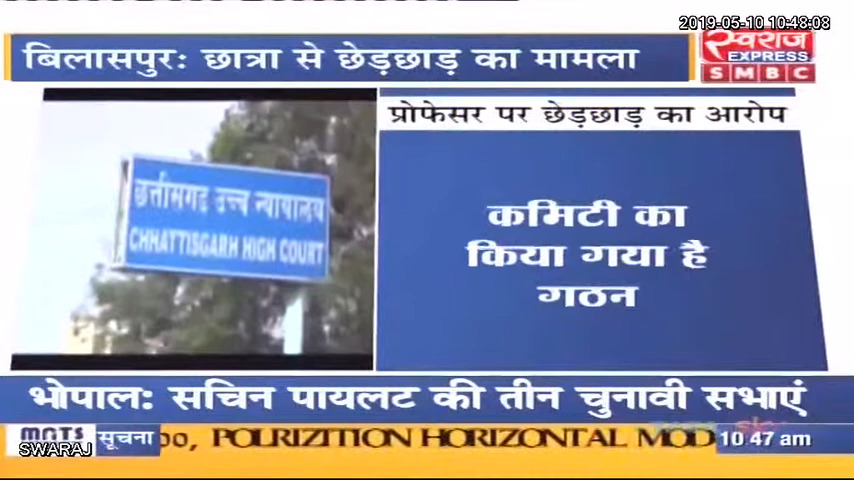 2019-05-10 10:48:08
बिलासपुर: छात्रा से छेड़छाड़ का मामला
स्वराज
EXPRESS
SMBC
प्रोफेसर पर छेड़छाड़ का आरोप
छत्तीसगढ़ उच्च न्यायालय
CHHATTISGARH HIGH COURT
कमिटी का
किया गया है
गठन
भोपाल: सचिन पायलट की तीन चुनावी सभाएं
SWARAJ
सूचना
POLRIZITION HORIZONTAL MOD
10:47 am